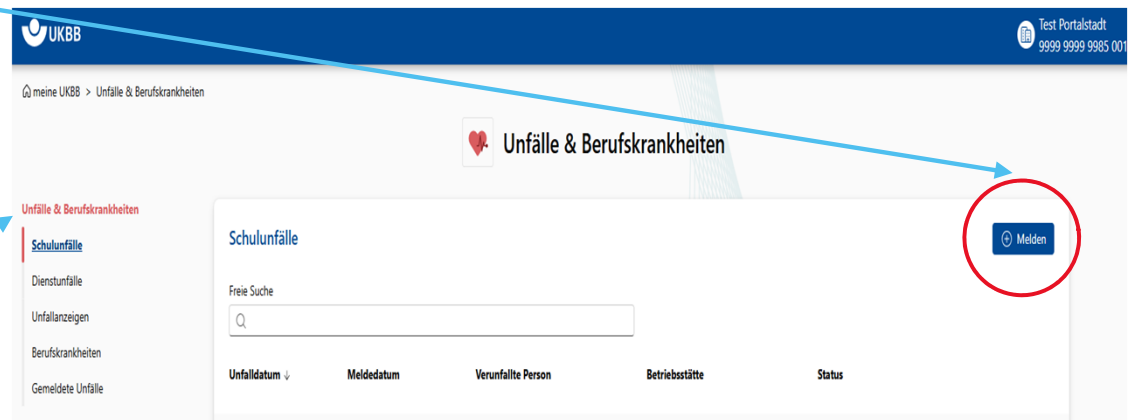 UKBB
Test Portalstadt
9999 9999 9985 001
meine UKBB > Unfälle & Berufskrankheiten
Unfälle & Berufskrankheiten
Unfälle & Berufskrankheiten
Schulunfälle
Dienstunfälle
Unfallanzeigen
Berufskrankheiten
Gemeldete Unfälle
Schulunfälle
Melden
Freie Suche
Unfalldatum ↓ Meldedatum Verunfallte Person Betriebsstätte Status